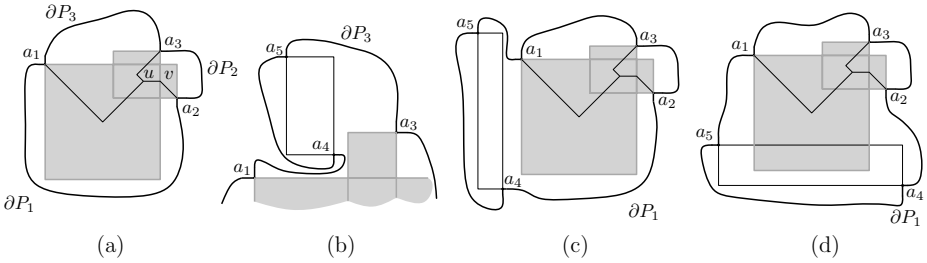 ∂P₃
a₁
a₃
u v
∂P₂
a₂
∂P₁
(a)
∂P₃
a₅
a₄
a₃
a₁
(b)
a₅
a₁
a₃
a₂
a₄
∂P₁
(c)
a₁
a₃
a₂
a₅
a₄
∂P₁
(d)